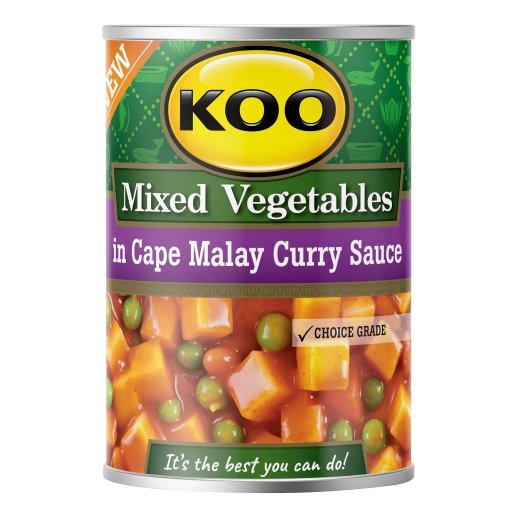 NEW
KOO
Mixed Vegetables
in Cape Malay Curry Sauce
✓ CHOICE GRADE
It's the best you can do!